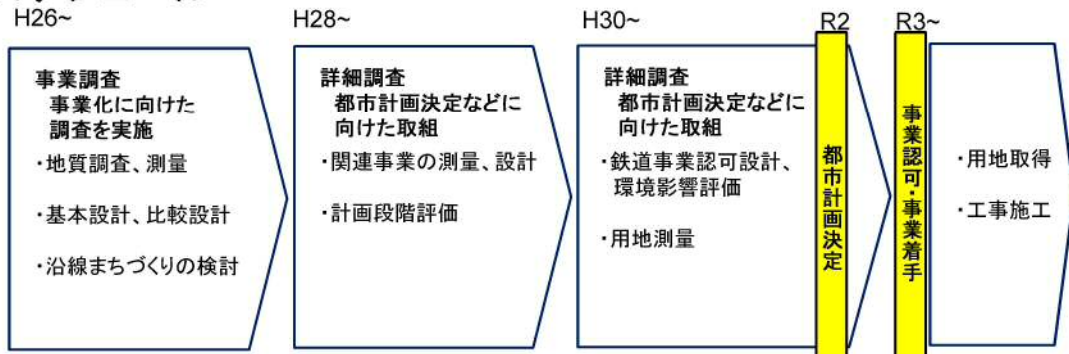 H26~
事業調査
事業化に向けた
調査を実施
・地質調査、測量
・基本設計、比較設計
・沿線まちづくりの検討
H28~
詳細調査
都市計画決定などに
向けた取組
・関連事業の測量、設計
・計画段階評価
H30~
詳細調査
都市計画決定などに
向けた取組
・鉄道事業認可設計、
環境影響評価
・用地測量
R2
都市計画決定
R3~
事業認可・事業着手
・用地取得
・工事施工